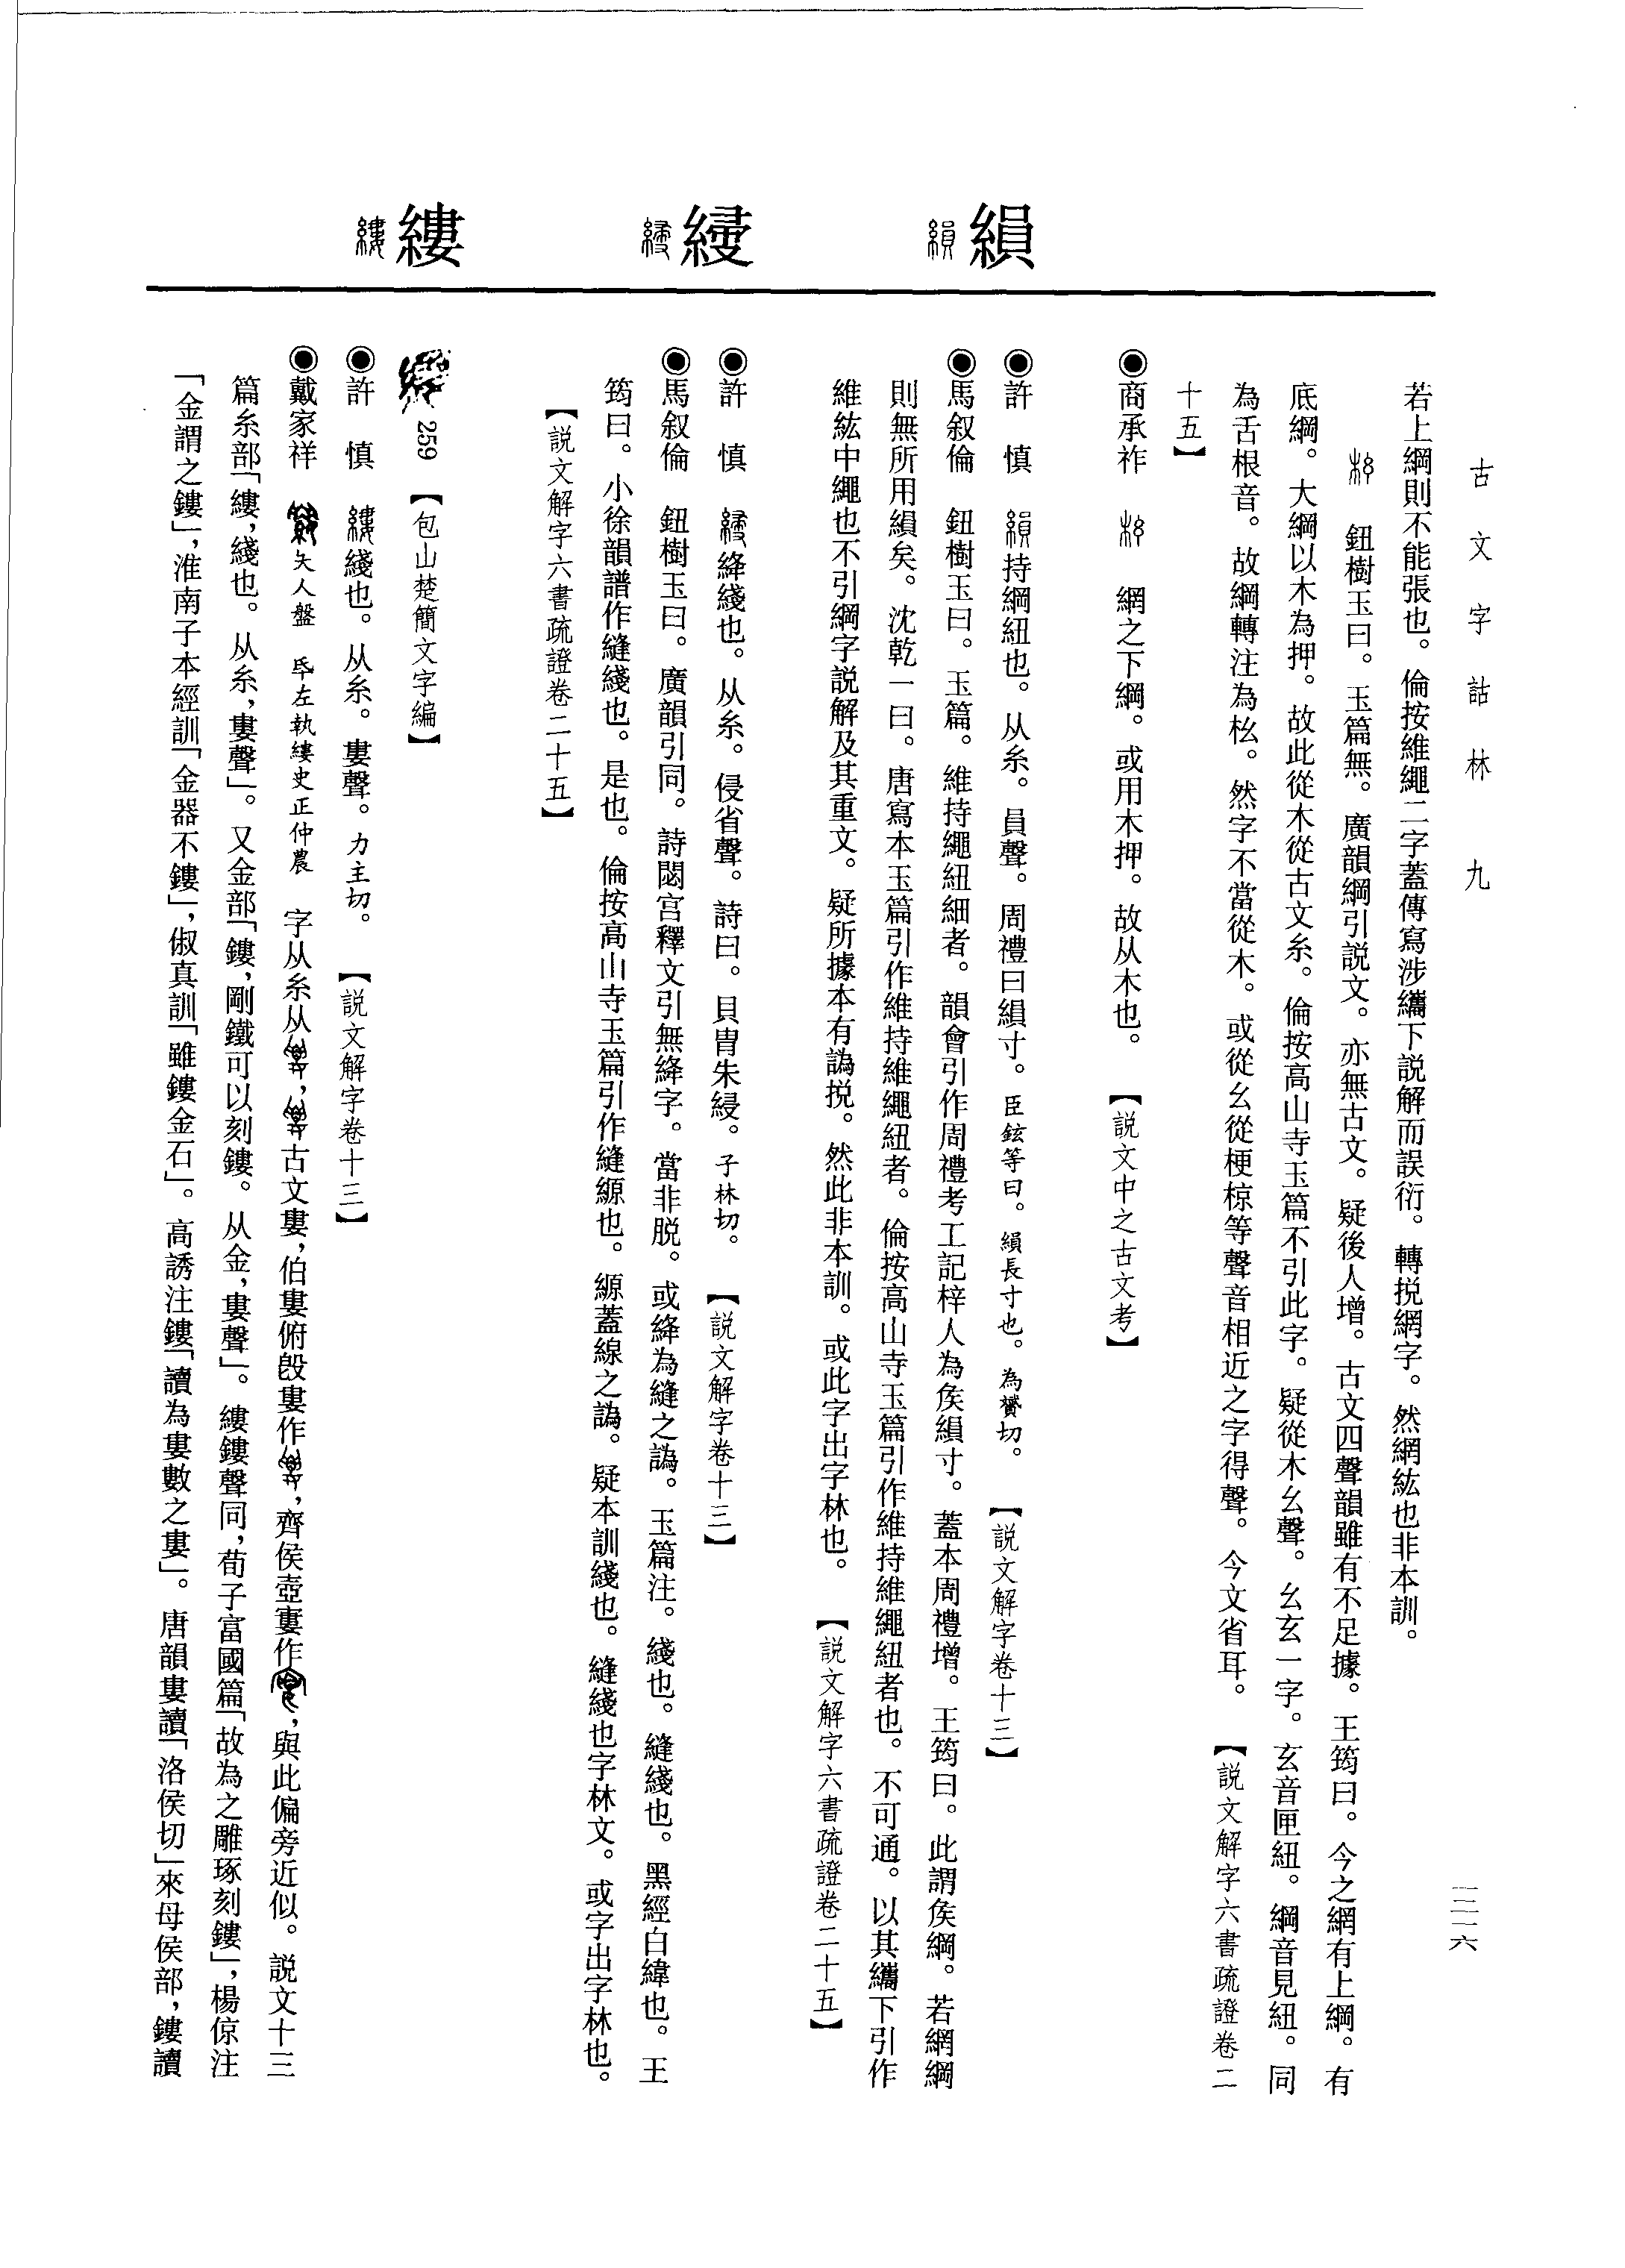 古文字詁林 九
三二六
若上綱則不能張也。倫按維繩二字蓋傳寫涉纗下説解而誤衍。轉挩網字。然網紘也非本訓。
鈕樹玉曰。玉篇無。廣韻綱引説文。亦無古文。疑後人增。古文四聲韻雖有不足據。王筠曰。今之網有上綱。有
底綱。大綱以木為押。故此從木從古文糸。倫按高山寺玉篇不引此字。疑從木幺聲。幺玄一字。玄音匣紐。綱音見紐。同
為舌根音。故綱轉注為杺。然字不當從木。或從幺從梗椋等聲音相近之字得聲。今文省耳。【説文解字六書疏證卷二
十五】
◉商承祚 網之下綱。或用木押。故从木也。 【説文中之古文考】
縜
◉許 慎 縜持綱紐也。从糸。員聲。周禮曰縜寸。臣鉉等曰。縜長寸也。為贇切。 【説文解字卷十三】
◉馬叙倫 鈕樹玉曰。玉篇。維持繩紐細者。韻會引作周禮考工記梓人為矦縜寸。蓋本周禮增。王筠曰。此謂矦綱。若網綱
則無所用縜矣。沈乾一曰。唐寫本玉篇引作維持維繩紐者。倫按高山寺玉篇引作維持維繩紐者也。不可通。以其纗下引作
維紘中繩也不引綱字説解及其重文。疑所據本有譌挩。然此非本訓。或此字出字林也。 【説文解字六書疏證卷二十五】
綅
◉許 慎 綅絳綫也。从糸。侵省聲。詩曰。貝冑朱綅。子林切。 【説文解字卷十三】
◉馬叙倫 鈕樹玉曰。廣韻引同。詩閟宫釋文引無絳字。當非脱。或絳為縫之譌。玉篇注。綫也。縫綫也。黑經白緯也。王
筠曰。小徐韻譜作縫綫也。是也。倫按高山寺玉篇引作縫縓也。縓蓋線之譌。疑本訓綫也。縫綫也字林文。或字出字林也。
【説文解字六書疏證卷二十五】
縷
259 【包山楚簡文字編】
◉許 慎 縷綫也。从糸。婁聲。力主切。 【説文解字卷十三】
◉戴家祥 夨人盤 氒左執縷史正仲農 字从糸从，古文婁，伯婁俯𣪘婁作，齊侯壺寠作，與此偏旁近似。説文十三
篇糸部「縷，綫也。从糸，婁聲」。又金部「鏤，剛鐵可以刻鏤。从金，婁聲」。縷鏤聲同，荀子富國篇「故為之雕琢刻鏤」，楊倞注
「金謂之鏤」，淮南子本經訓「金器不鏤」，俶真訓「雖鏤金石」。高誘注鏤「讀為婁數之婁」。唐韻婁讀「洛侯切」來母侯部，鏤讀